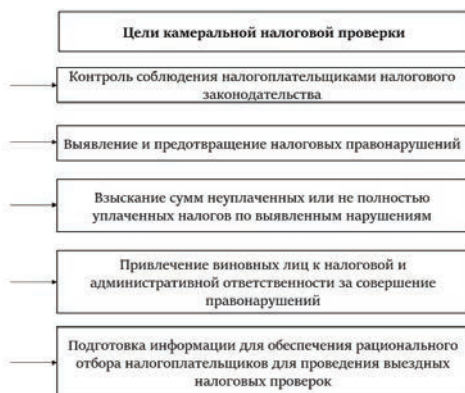 Цели камеральной налоговой проверки
Контроль соблюдения налогоплательщиками налогового
законодательства
Выявление и предотвращение налоговых правонарушений
Взыскание сумм неуплаченных или не полностью
уплаченных налогов по выявленным нарушениям
Привлечение виновных лиц к налоговой и
административной ответственности за совершение
правонарушений
Подготовка информации для обеспечения рационального
отбора налогоплательщиков для проведения выездных
налоговых проверок